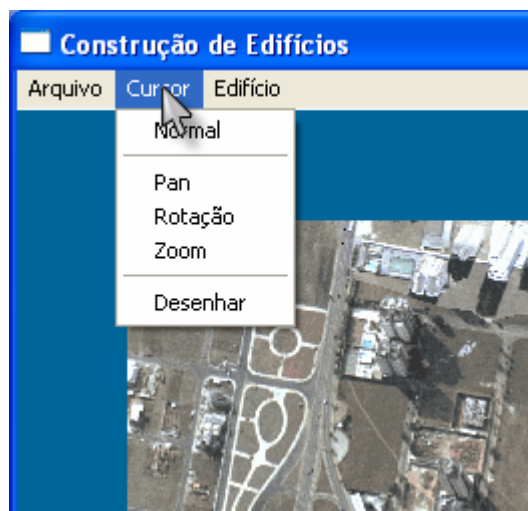 Construção de Edifícios
Arquivo Cursor Edifício
Normal
Pan
Rotação
Zoom
Desenhar